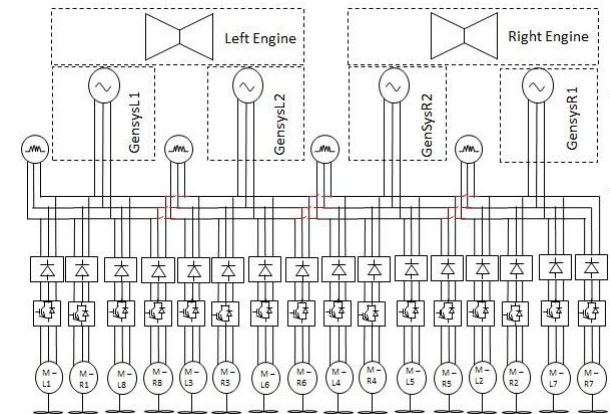 Left Engine
Right Engine
GensysL1
GensysL2
GenSysR2
GensysR1
M –
L1
M –
R1
M –
L8
M –
R8
M –
L3
M –
R3
M –
L6
M –
R6
M –
L4
M –
R4
M –
L5
M –
R5
M –
L2
M –
R2
M –
L7
M –
R7